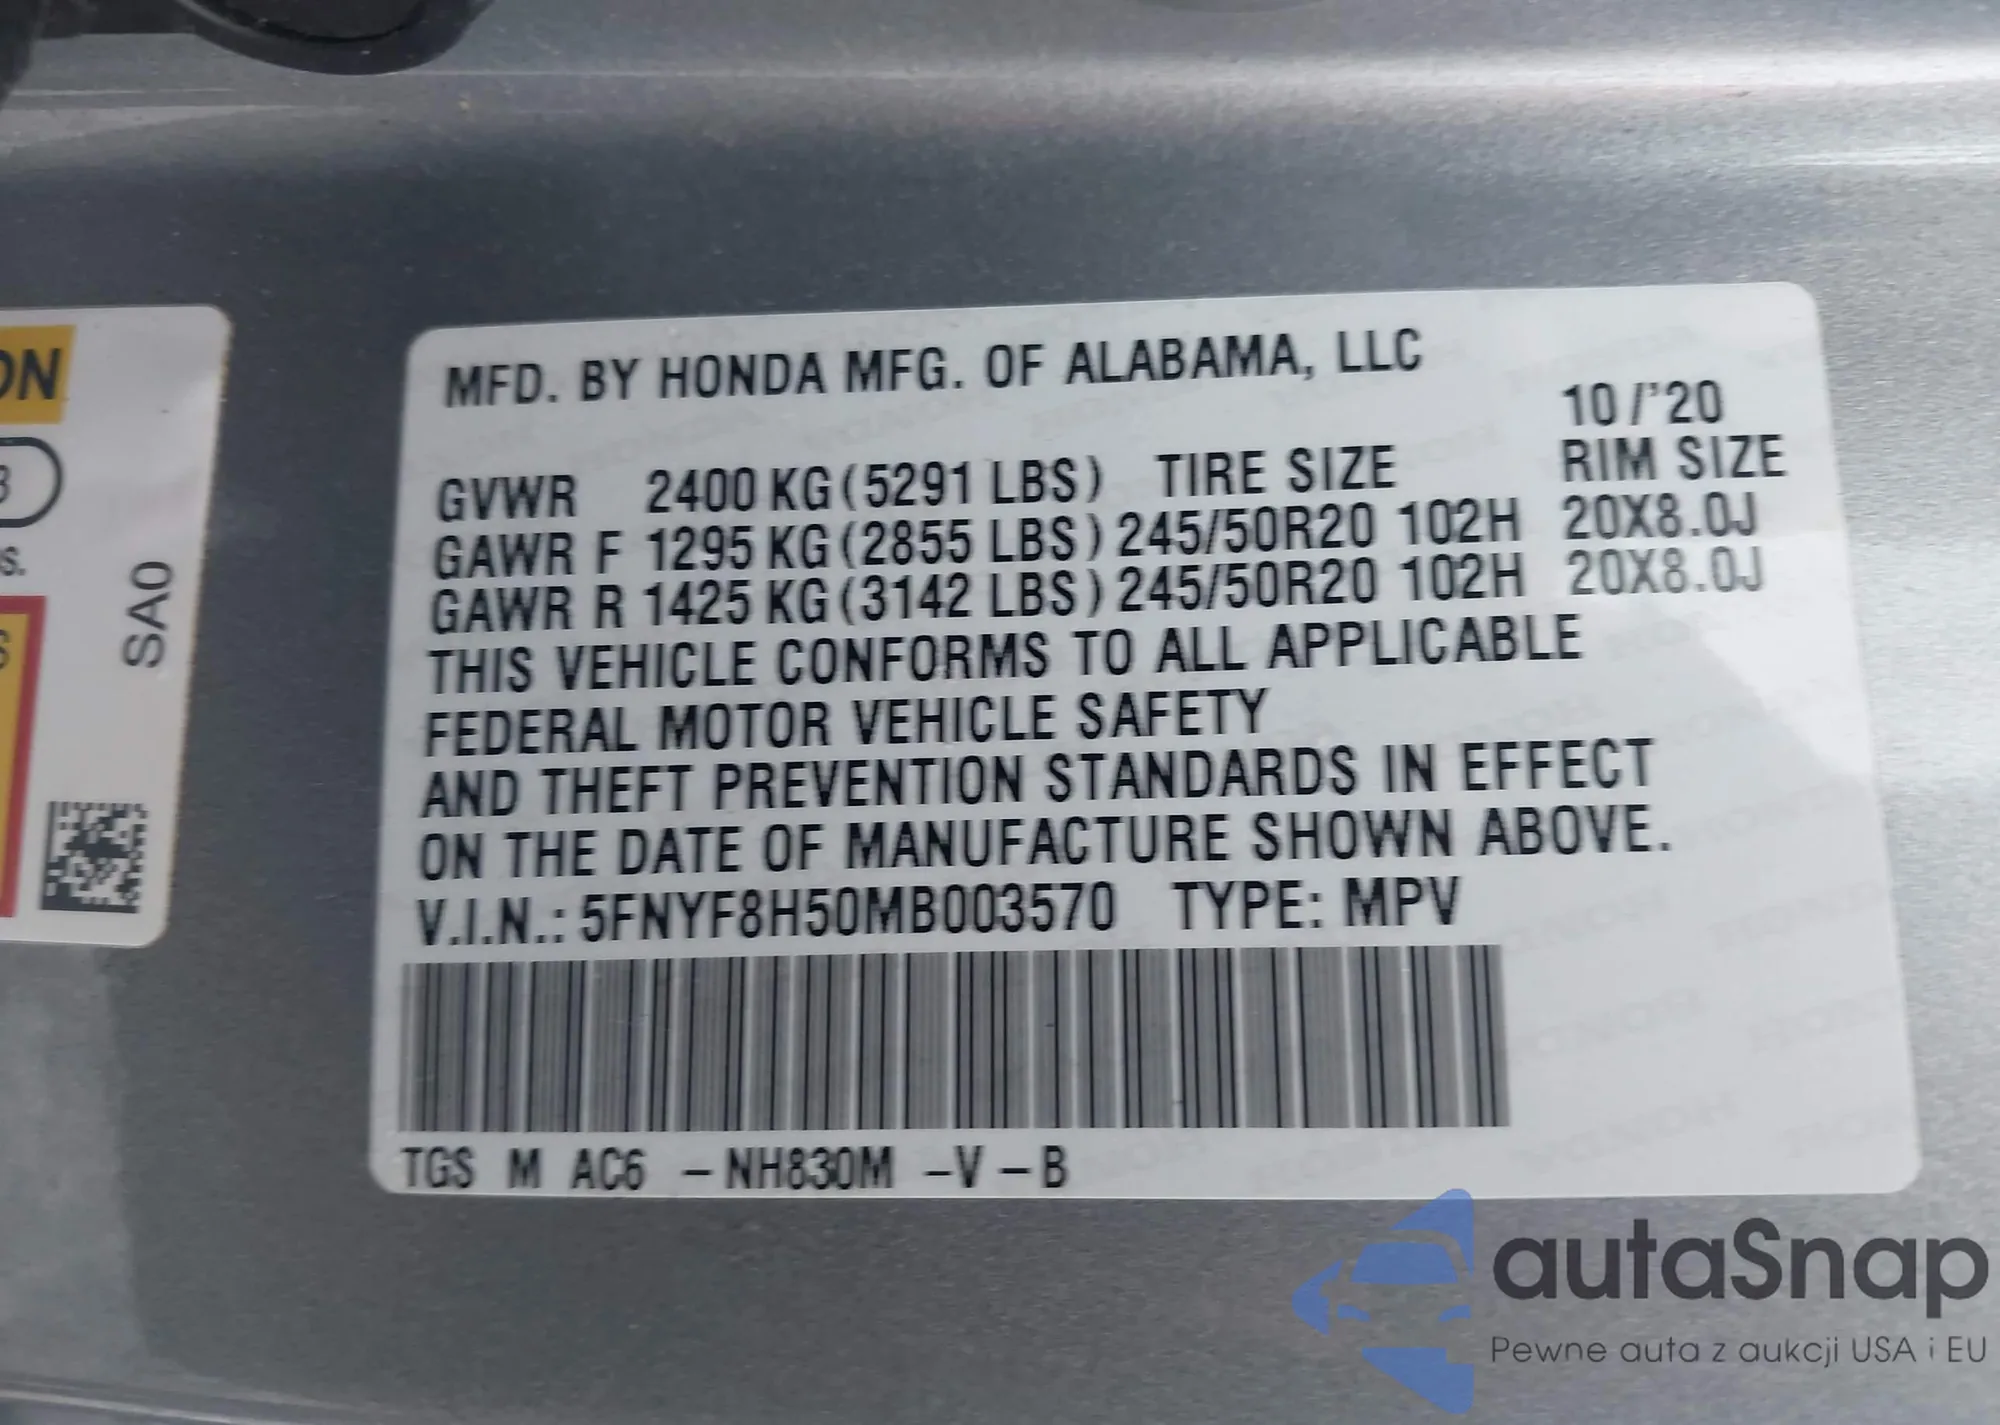 ON
3
s.
S
SA0
MFD. BY HONDA MFG. OF ALABAMA, LLC
10/'20
GVWR 2400 KG (5291 LBS) TIRE SIZE RIM SIZE
GAWR F 1295 KG (2855 LBS) 245/50R20 102H 20X8.0J
GAWR R 1425 KG (3142 LBS) 245/50R20 102H 20X8.0J
THIS VEHICLE CONFORMS TO ALL APPLICABLE
FEDERAL MOTOR VEHICLE SAFETY
AND THEFT PREVENTION STANDARDS IN EFFECT
ON THE DATE OF MANUFACTURE SHOWN ABOVE.
V.I.N.: 5FNYF8H50MB003570 TYPE: MPV
TGS M AC6 -NH830M -V -B
autaSnap
Pewne auta z aukcji USA i EU